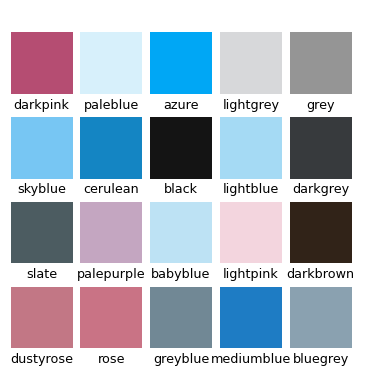 darkpink paleblue azure lightgrey grey
skyblue cerulean black lightblue darkgrey
slate palepurple babyblue lightpink darkbrown
dustyrose rose greyblue mediumblue bluegrey